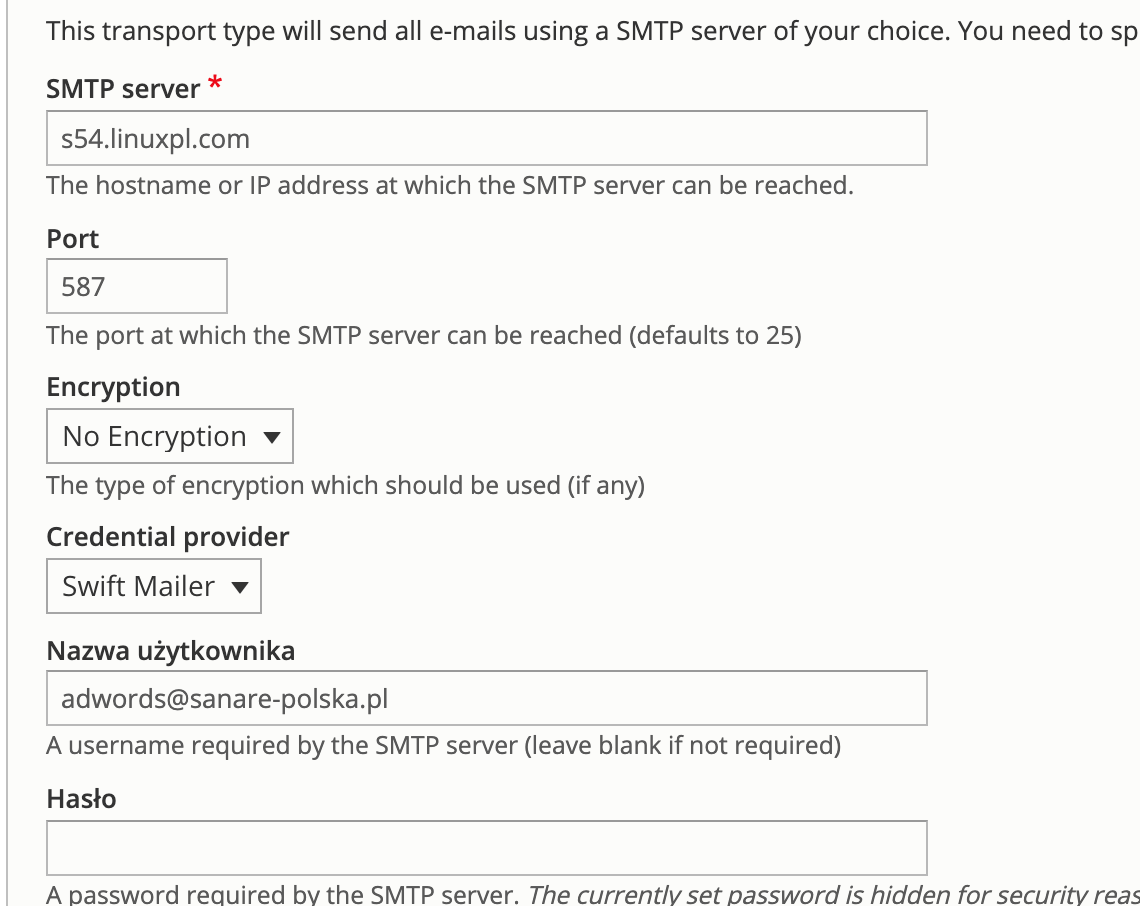 This transport type will send all e-mails using a SMTP server of your choice. You need to sp
SMTP server *
s54.linuxpl.com
The hostname or IP address at which the SMTP server can be reached.
Port
587
The port at which the SMTP server can be reached (defaults to 25)
Encryption
No Encryption
The type of encryption which should be used (if any)
Credential provider
Swift Mailer
Nazwa użytkownika
adwords@sanare-polska.pl
A username required by the SMTP server (leave blank if not required)
Hasło
A password required by the SMTP server. The currently set password is hidden for security reas